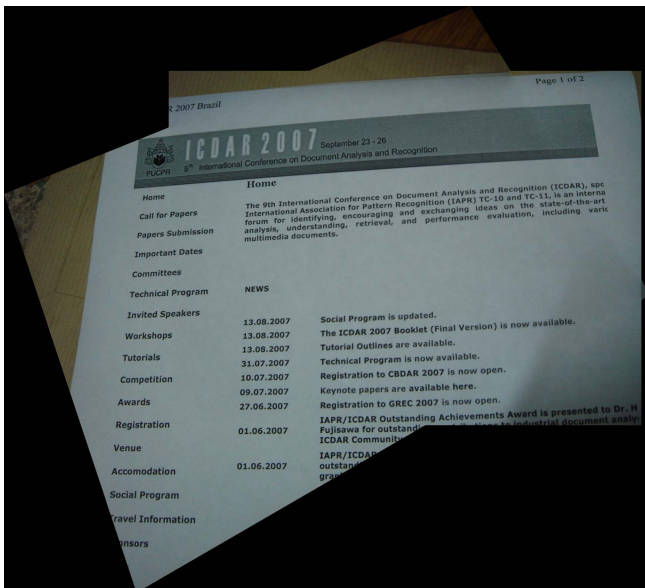 R 2007 Brazil
Page 1 of 2
PUCPR
ICDAR 2007 September 23 - 26
9th International Conference on Document Analysis and Recognition
Home
Call for Papers
Papers Submission
Important Dates
Committees
Technical Program
Invited Speakers
Workshops
Tutorials
Competition
Awards
Registration
Venue
Accomodation
Social Program
Travel Information
Home
The 9th International Conference on Document Analysis and Recognition (ICDAR), spc
International Association for Pattern Recognition (IAPR) TC-10 and TC-11, is an interna
forum for identifying, encouraging and exchanging ideas on the state-of-the-art
analysis, understanding, retrieval, and performance evaluation, including varic
multimedia documents.
NEWS
13.08.2007 Social Program is updated.
13.08.2007 The ICDAR 2007 Booklet (Final Version) is now available.
13.08.2007 Tutorial Outlines are available.
31.07.2007 Technical Program is now available.
10.07.2007 Registration to CBDAR 2007 is now open.
09.07.2007 Keynote papers are available here.
27.06.2007 Registration to GREC 2007 is now open.
01.06.2007 IAPR/ICDAR Outstanding Achievements Award is presented to Dr. H
Fujisawa for outstandi to industrial document analy
ICDAR Community
01.06.2007 IAPR/ICDAR
outstand